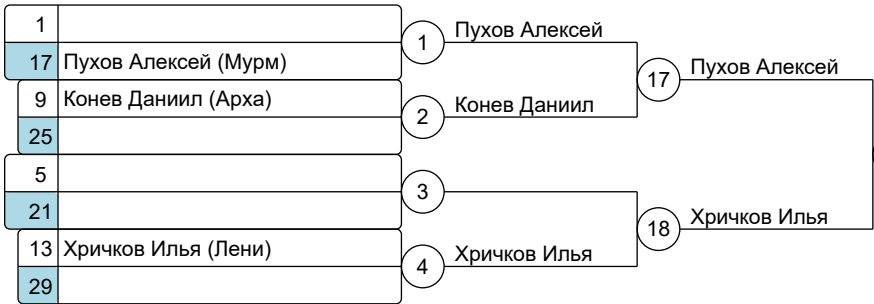 1
17 Пухов Алексей (Мурм)
1 Пухов Алексей
9 Конев Даниил (Арха)
25
2 Конев Даниил
17 Пухов Алексей
5
21
3
13 Хричков Илья (Лени)
29
4 Хричков Илья
18 Хричков Илья